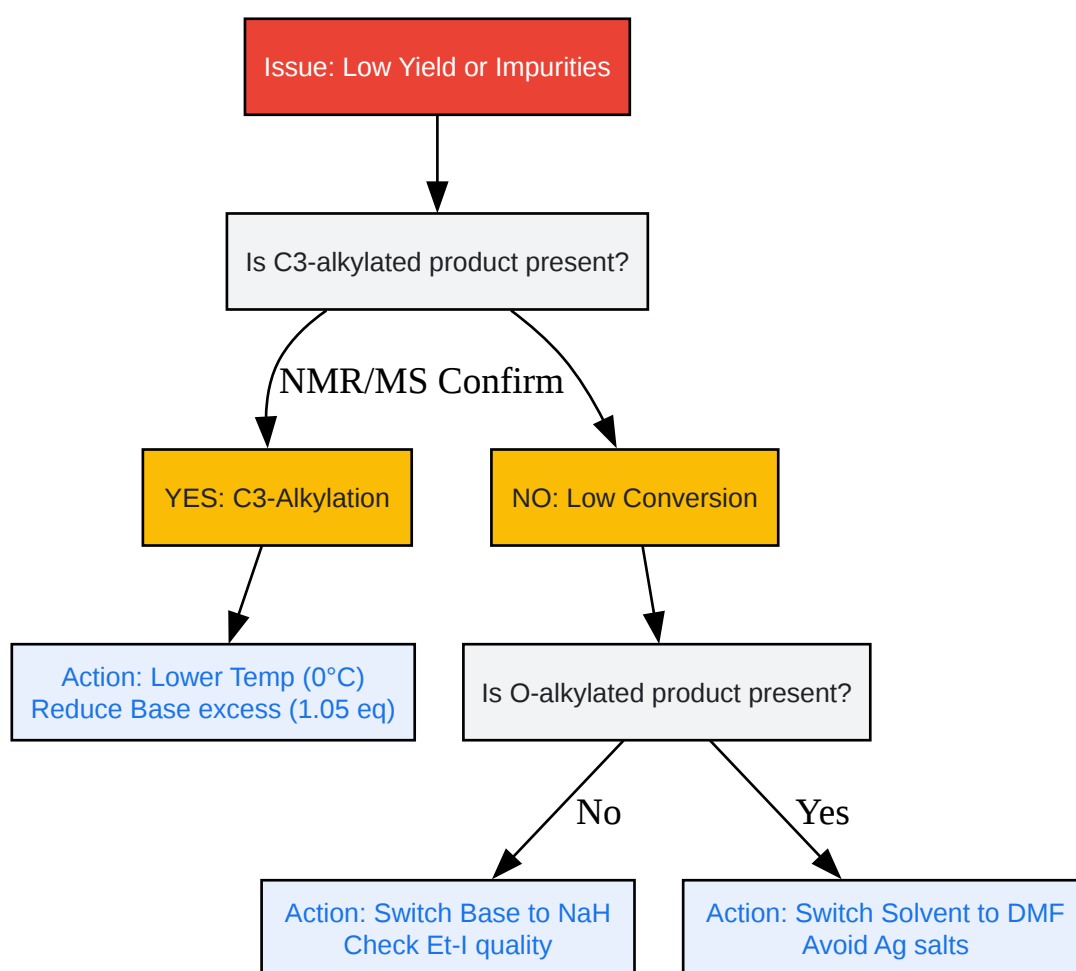 Issue: Low Yield or Impurities
Is C3-alkylated product present?
NMR/MS Confirm
YES: C3-Alkylation
NO: Low Conversion
Action: Lower Temp (0°C)
Reduce Base excess (1.05 eq)
Is O-alkylated product present?
No
Yes
Action: Switch Base to NaH
Check Et-I quality
Action: Switch Solvent to DMF
Avoid Ag salts